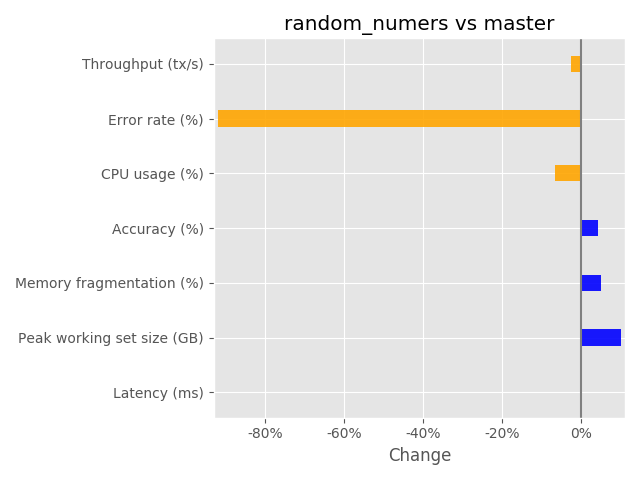 random_numers vs master
Throughput (tx/s)
Error rate (%)
CPU usage (%)
Accuracy (%)
Memory fragmentation (%)
Peak working set size (GB)
Latency (ms)
-80% -60% -40% -20% 0%
Change